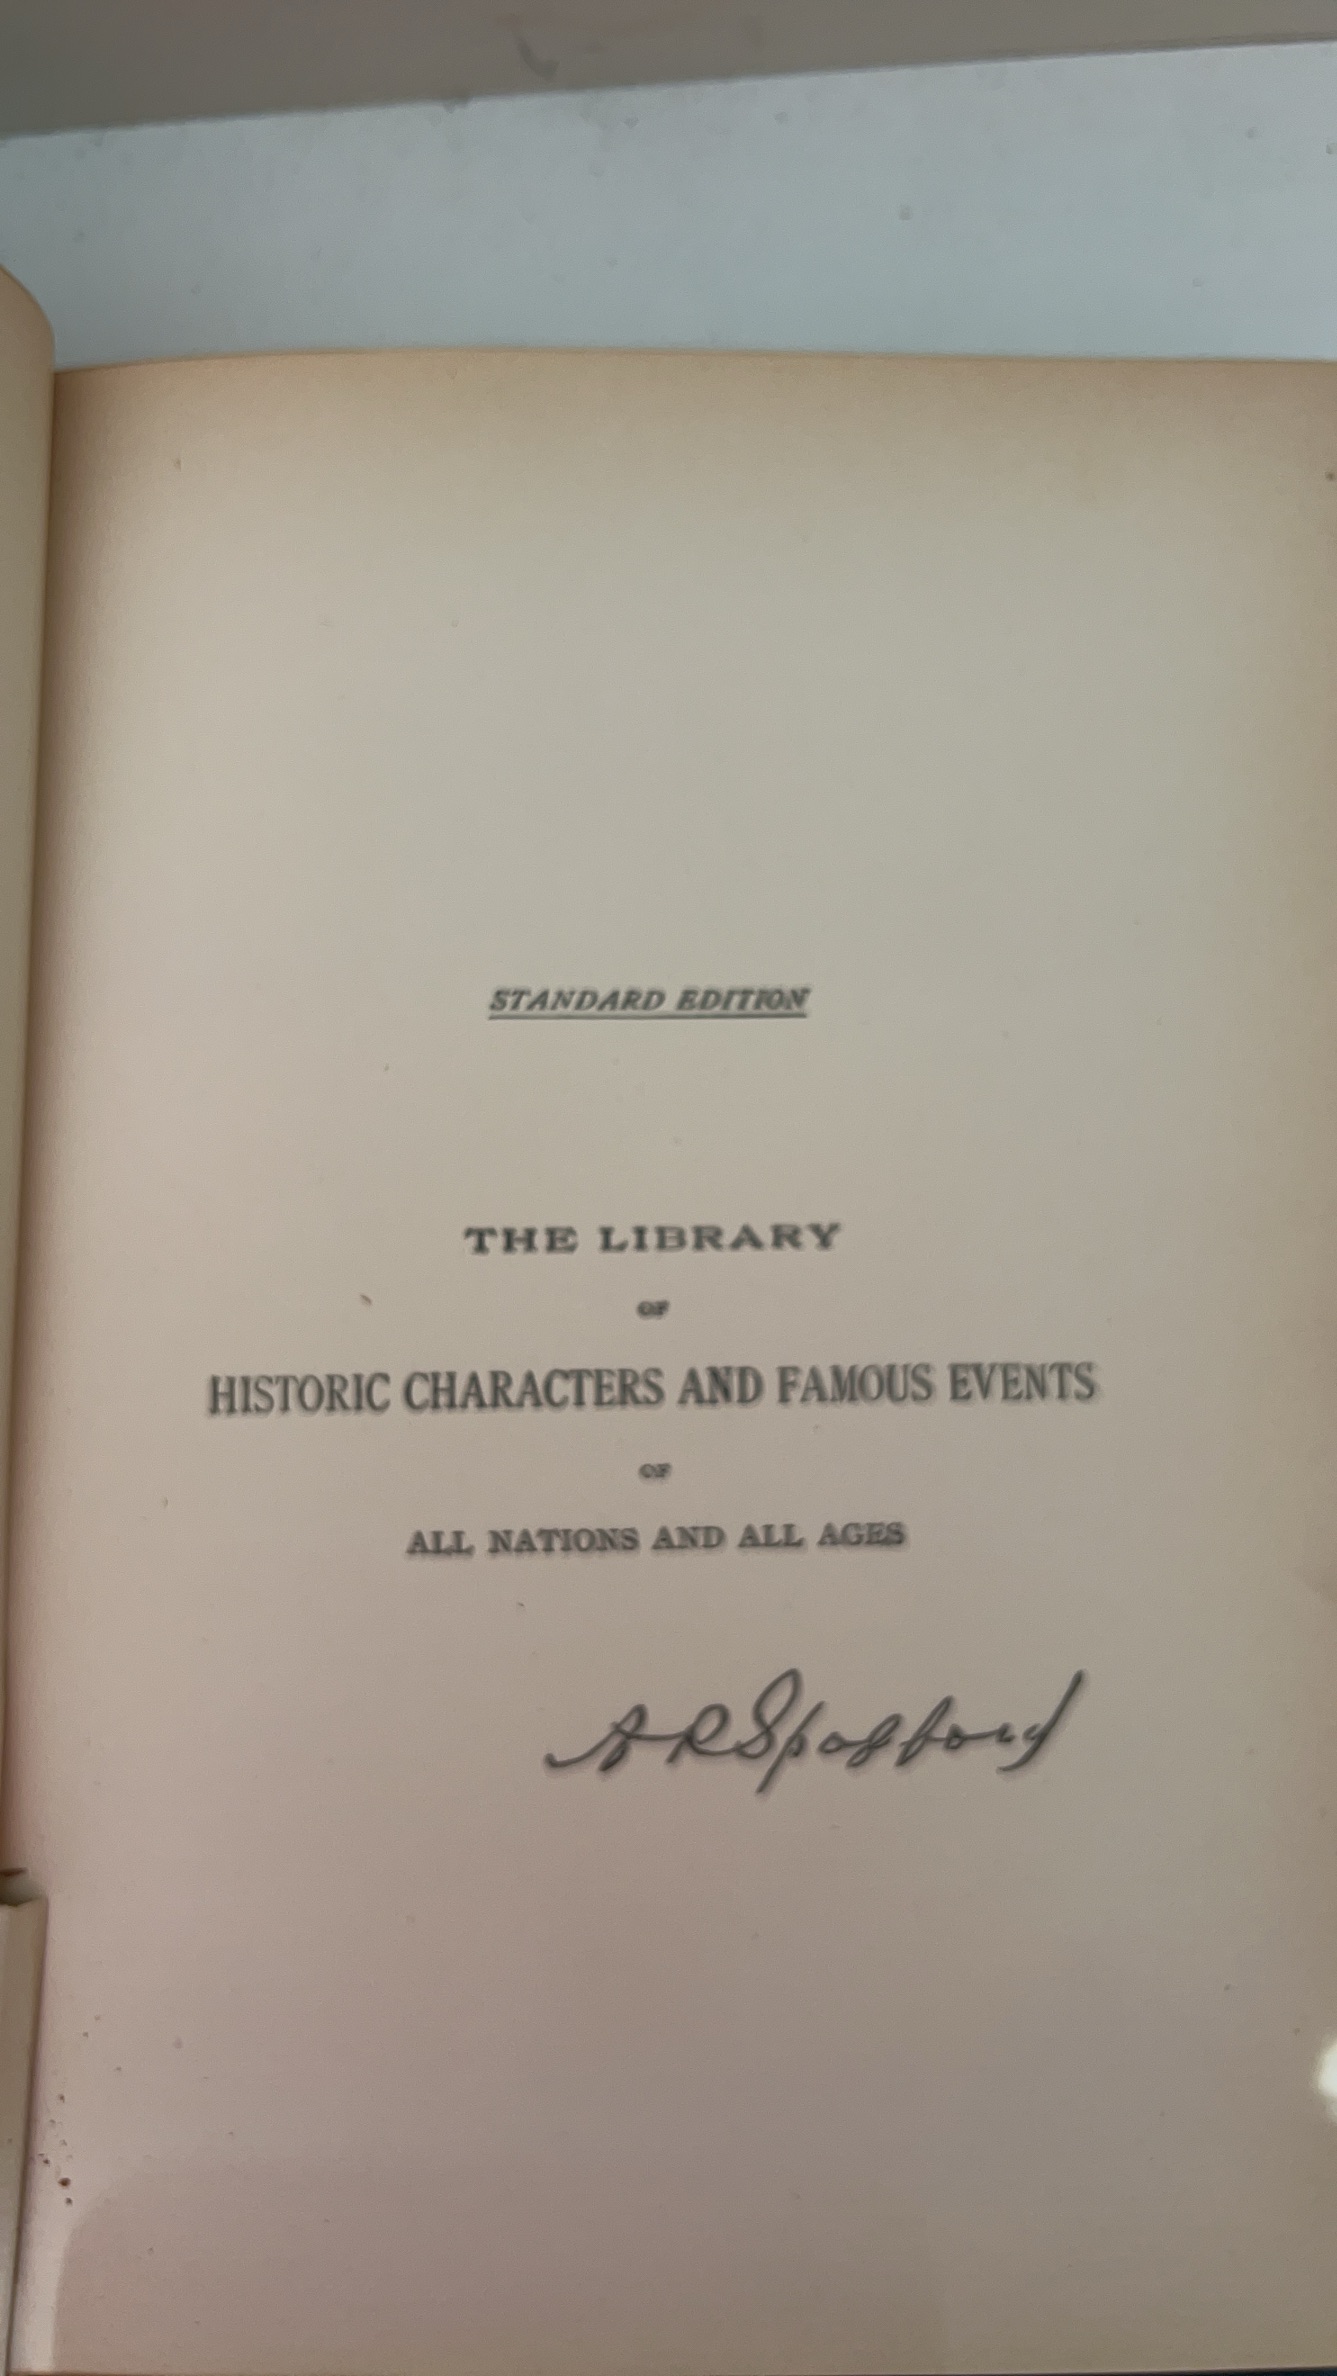 STANDARD EDITION
THE LIBRARY
OF
HISTORIC CHARACTERS AND FAMOUS EVENTS
OF
ALL NATIONS AND ALL AGES
A R Spofford